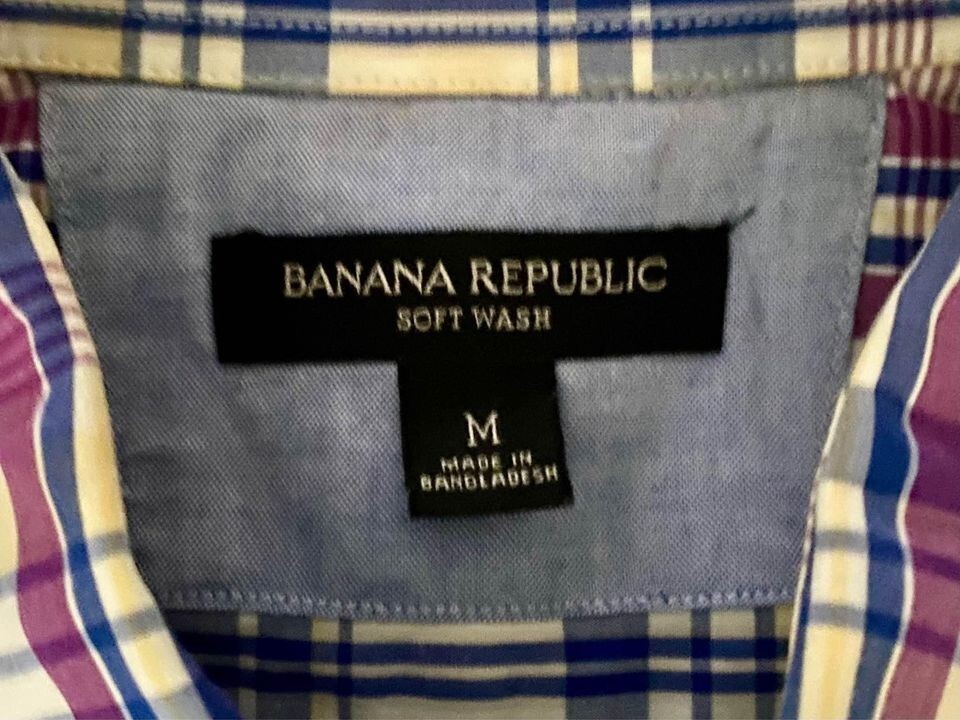 BANANA REPUBLIC
SOFT WASH
M
MADE IN
BANGLADESH